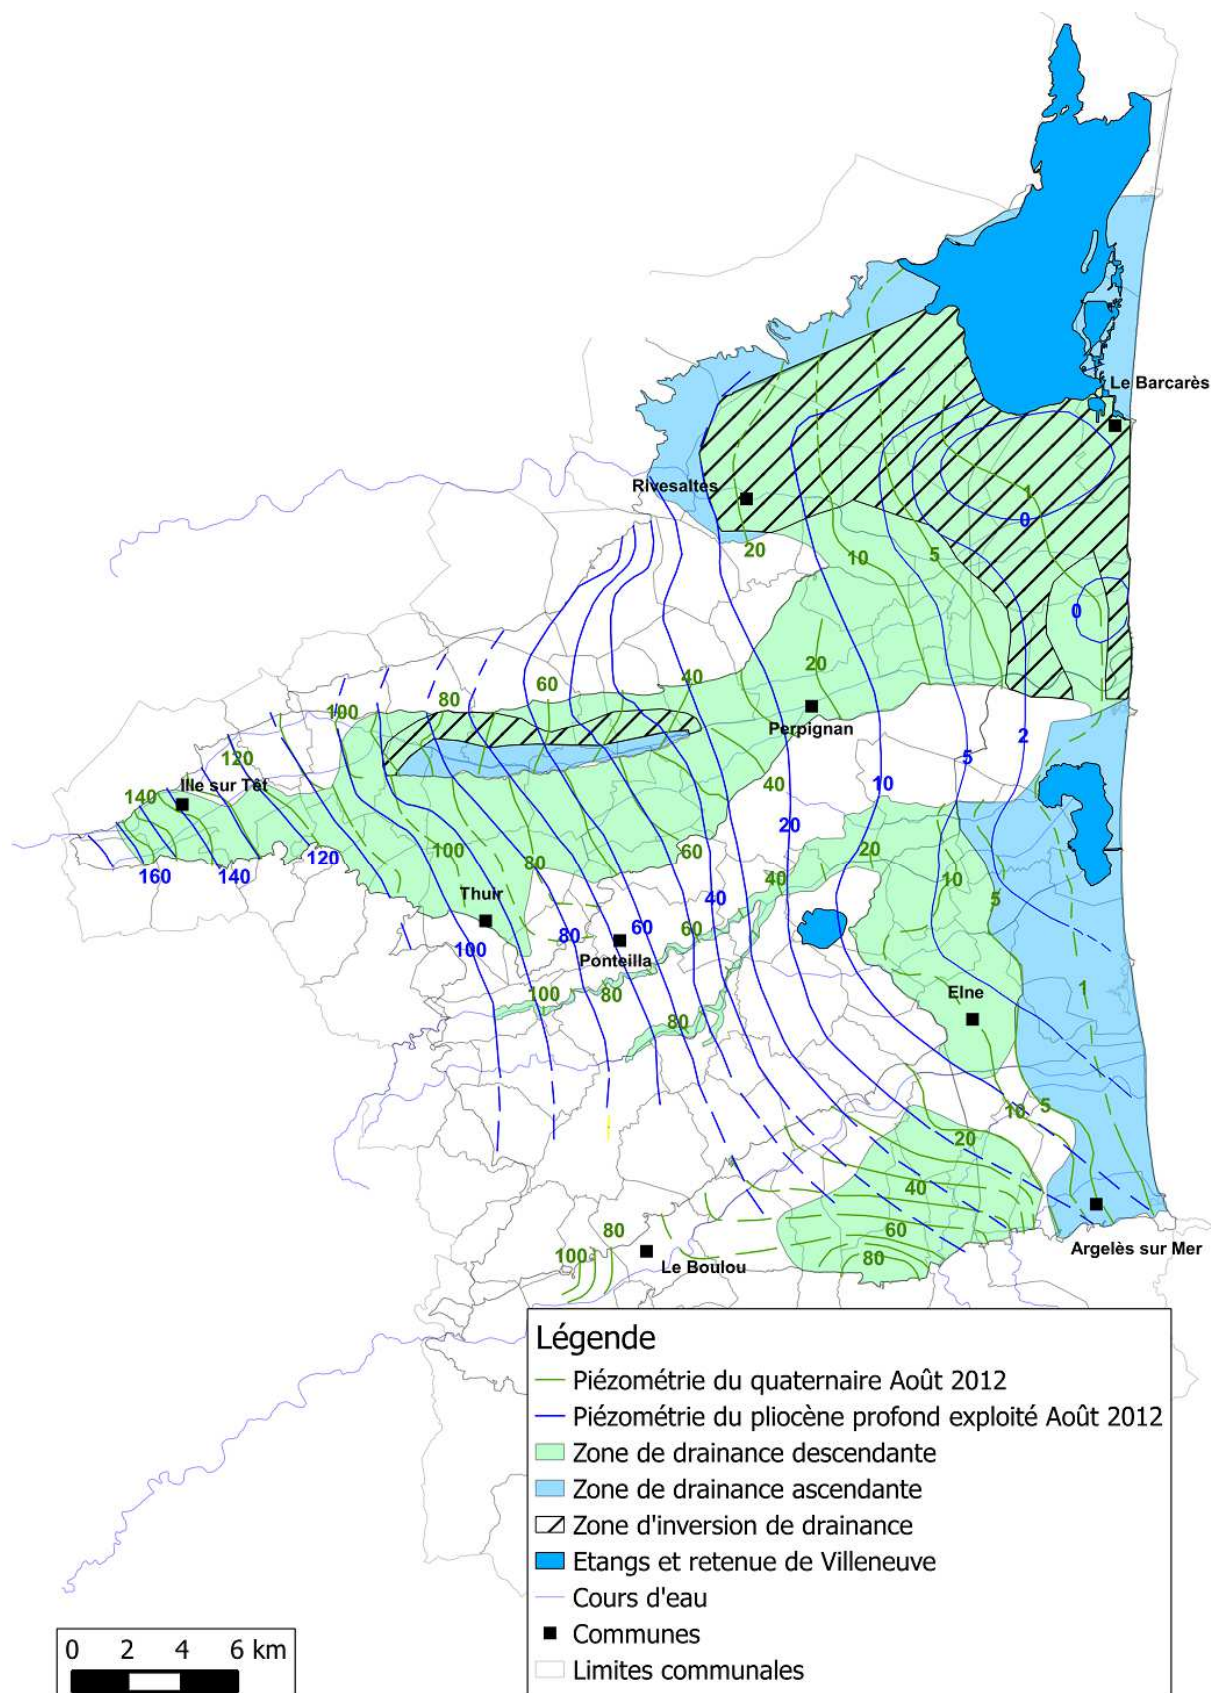 Le Barcarès
Rivesaltes
1
0
20
10
5
0
20
40
60
80
100
Perpignan
2
5
120
Ille sur Têt
140
40
10
20
160
140
120
100
80
60
20
10
5
40
Thuir
40
60
80
100
60
Ponteilla
Elne
1
100
80
80
10
5
20
40
60
80
80
100
Le Boulou
Argelès sur Mer
Légende
Piézométrie du quaternaire Août 2012
Piézométrie du pliocène profond exploité Août 2012
Zone de drainance descendante
Zone de drainance ascendante
Zone d'inversion de drainance
Etangs et retenue de Villeneuve
Cours d'eau
Communes
Limites communales
0 2 4 6 km